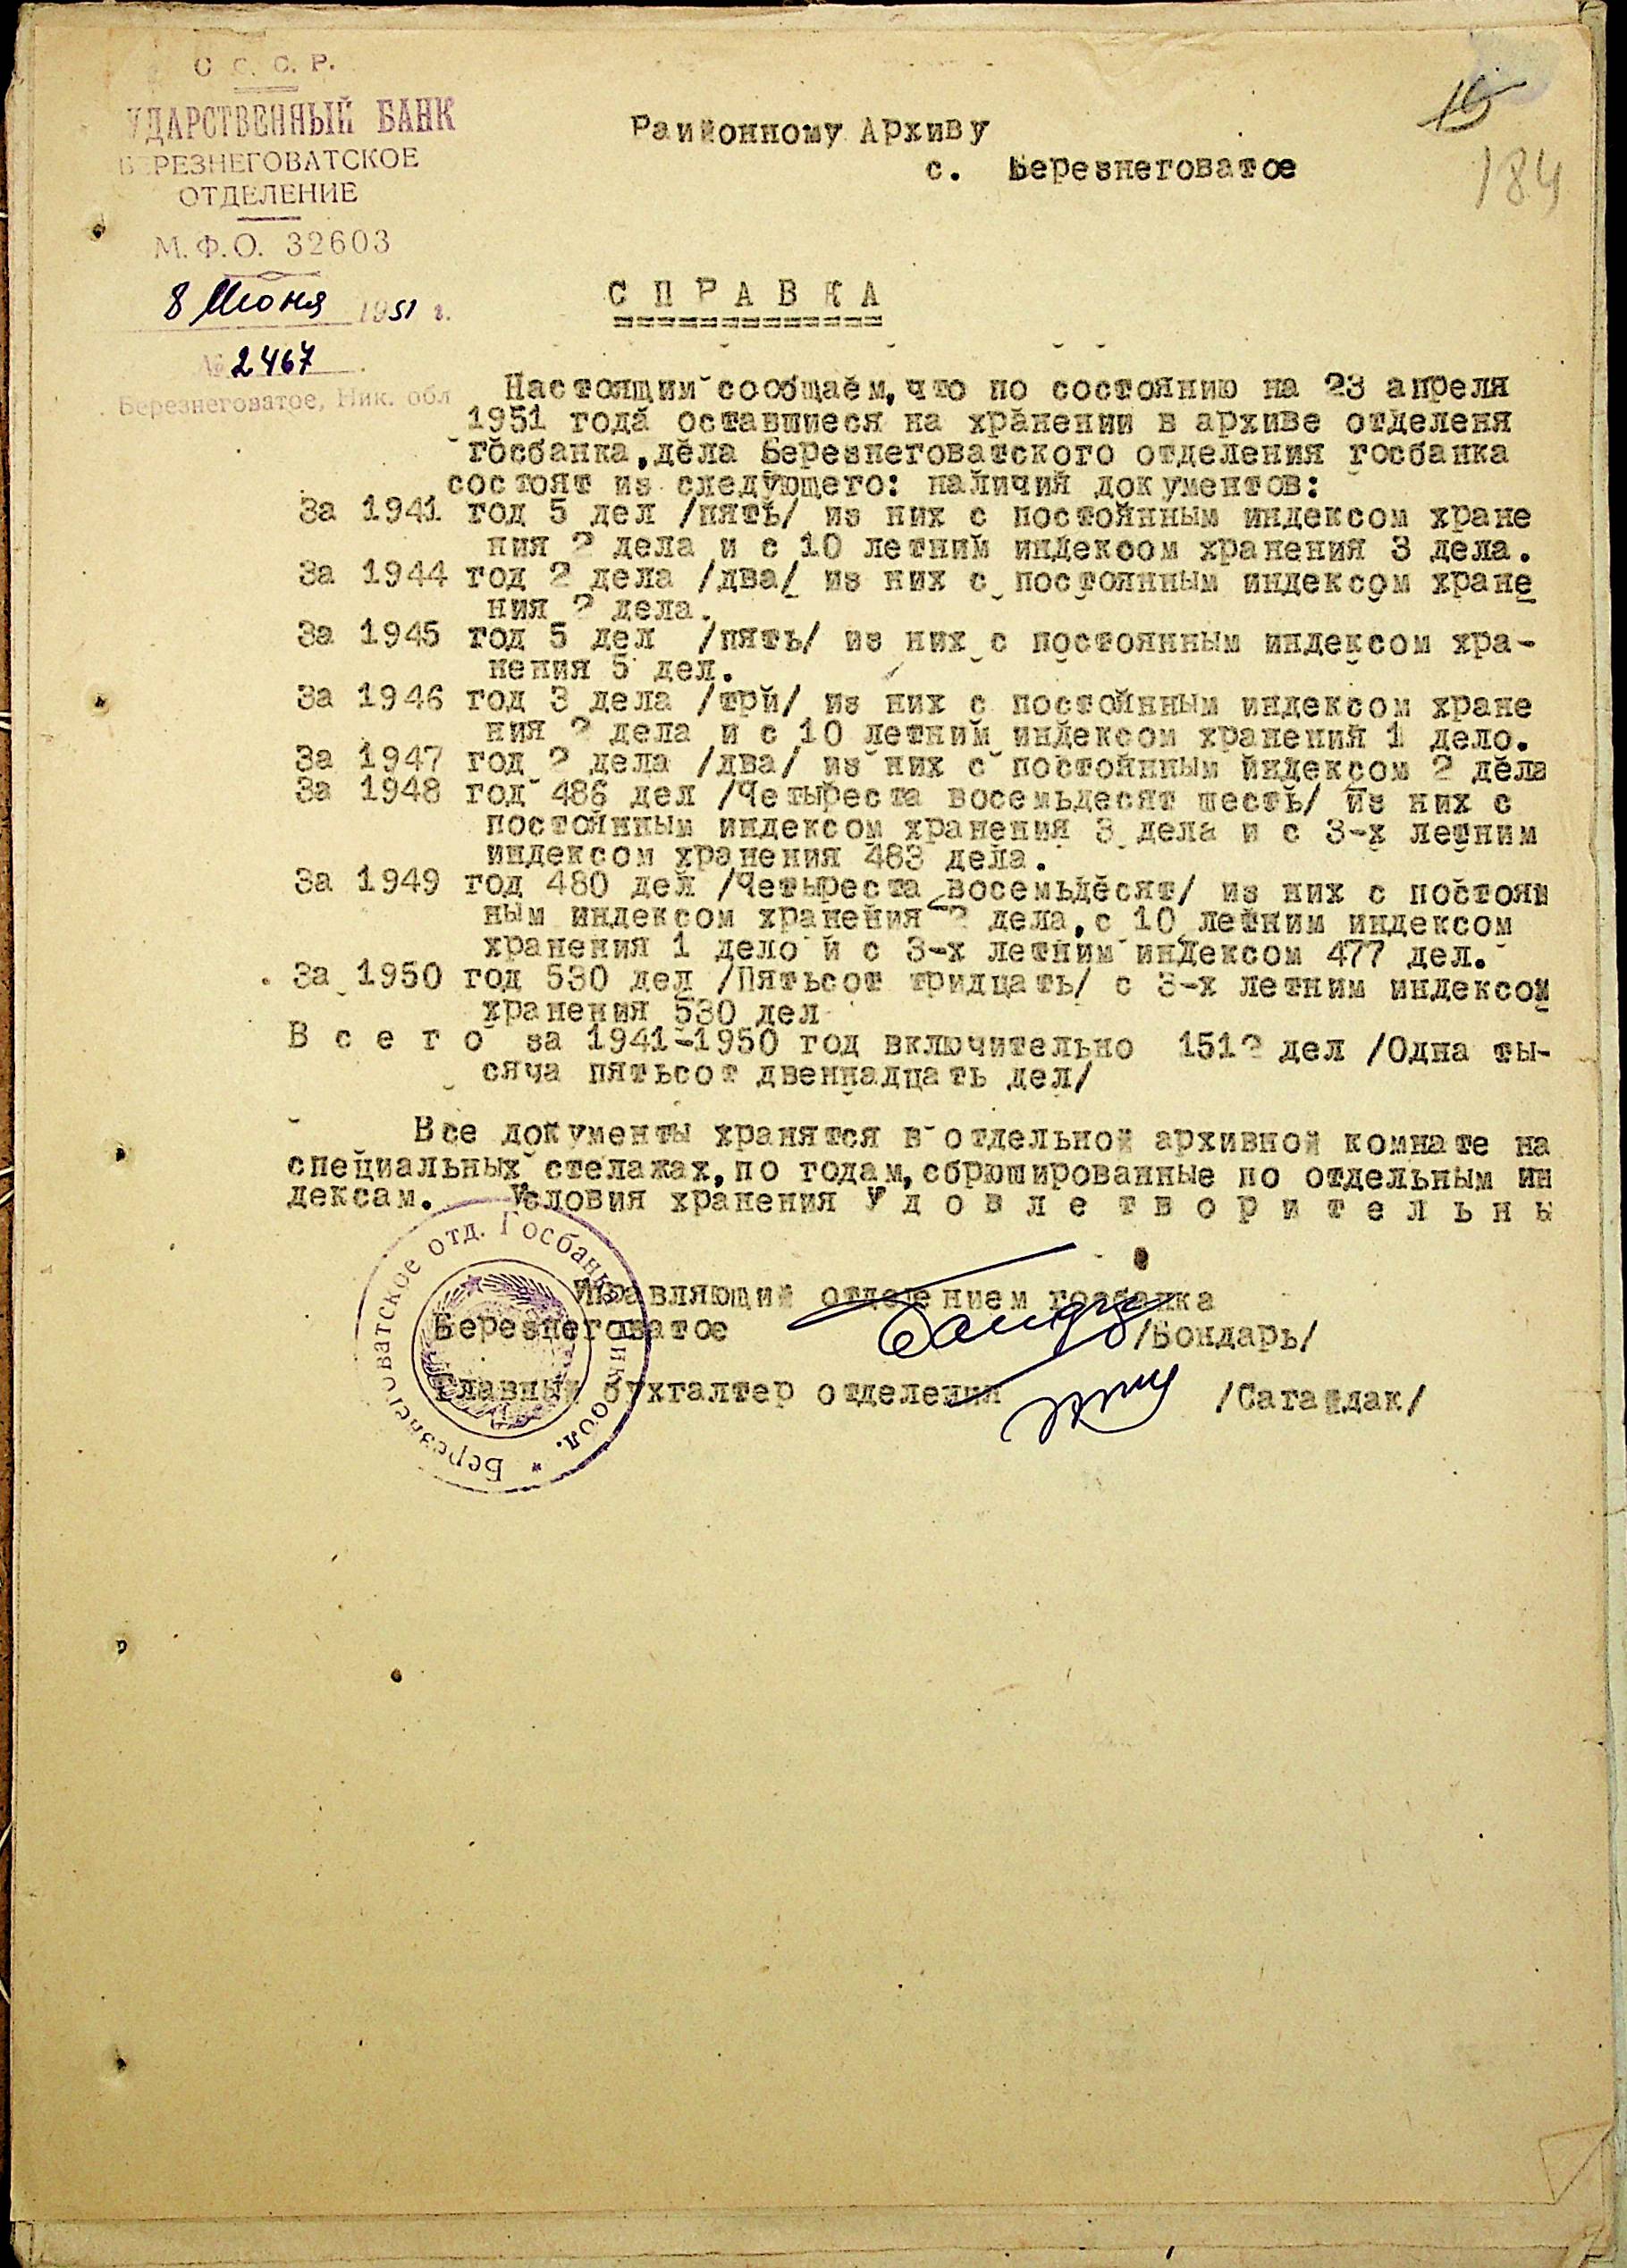 С. С. С. Р.
УДАРСТВЕННЫЙ БАНК
БЕРЕЗНЕГОВАТСКОЕ
ОТДЕЛЕНИЕ
М.Ф.О. 32603
8 Июня 1951 г.
№ 2467
Березнеговатое, Ник. обл
15
184
Районному Архиву
с. Березнеговатое
С П Р А В К А
Настоящим сообщаем, что по состоянию на 23 апреля
1951 года оставшиеся на хранении в архиве отделеня
госбанка, дела Березнеговатского отделения госбанка
состоят из следующего: наличия документов:
За 1941 год 5 дел /пять/ из них с постоянным индексом хране
ния 2 дела и с 10 летним индексом хранения 3 дела.
За 1944 год 2 дела /два/ из них с постоянным индексом хране
ния 2 дела.
За 1945 год 5 дел /пять/ из них с постоянным индексом хра-
нения 5 дел.
За 1946 год 3 дела /три/ из них с постоянным индексом хране
ния 2 дела и с 10 летним индексом хранения 1 дело.
За 1947 год 2 дела /два/ из них с постоянным индексом 2 дела
За 1948 год 486 дел /Четыреста восемьдесят шесть/ из них с
постоянным индексом хранения 3 дела и с 3-х летним
индексом хранения 483 дела.
За 1949 год 480 дел /Четыреста восемьдесят/ из них с постоян
ным индексом хранения 2 дела, с 10 летним индексом
хранения 1 дело и с 3-х летним индексом 477 дел.
За 1950 год 530 дел /Пятьсот тридцать/ с 3-х летним индексом
хранения 530 дел
В с е г о за 1941-1950 год включительно 1512 дел /Одна ты-
сяча пятьсот двеннадцать дел/
Все документы хранятся в отдельной архивной комнате на
специальных стелажах, по годам, сброшированные по отдельным ин
дексам. Условия хранения У д о в л е т в о р и т е л ь н ы
Управляющий отделением госбанка
Березнеговатое /Бондарь/
Главный бухгалтер отделения /Сагайдак/
Березнеговатское отд. Госбанка Ник. обл. *